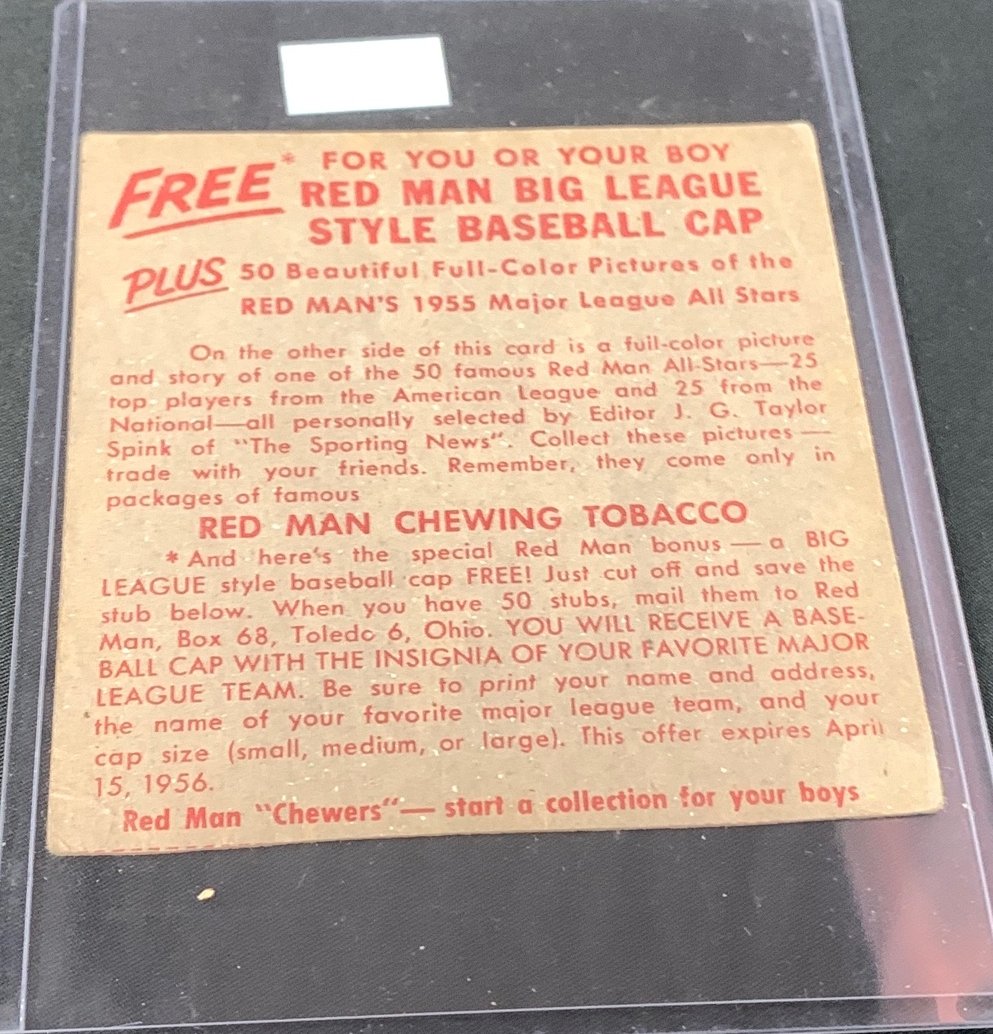 FREE* FOR YOU OR YOUR BOY
RED MAN BIG LEAGUE
STYLE BASEBALL CAP
PLUS 50 Beautiful Full-Color Pictures of the
RED MAN'S 1955 Major League All Stars
On the other side of this card is a full-color picture
and story of one of the 50 famous Red Man All-Stars—25
top players from the American League and 25 from the
National—all personally selected by Editor J. G. Taylor
Spink of "The Sporting News". Collect these pictures—
trade with your friends. Remember, they come only in
packages of famous
RED MAN CHEWING TOBACCO
* And here's the special Red Man bonus — a BIG
LEAGUE style baseball cap FREE! Just cut off and save the
stub below. When you have 50 stubs, mail them to Red
Man, Box 68, Toledo 6, Ohio. YOU WILL RECEIVE A BASE-
BALL CAP WITH THE INSIGNIA OF YOUR FAVORITE MAJOR
LEAGUE TEAM. Be sure to print your name and address,
the name of your favorite major league team, and your
cap size (small, medium, or large). This offer expires April
15, 1956.
Red Man "Chewers"— start a collection for your boys